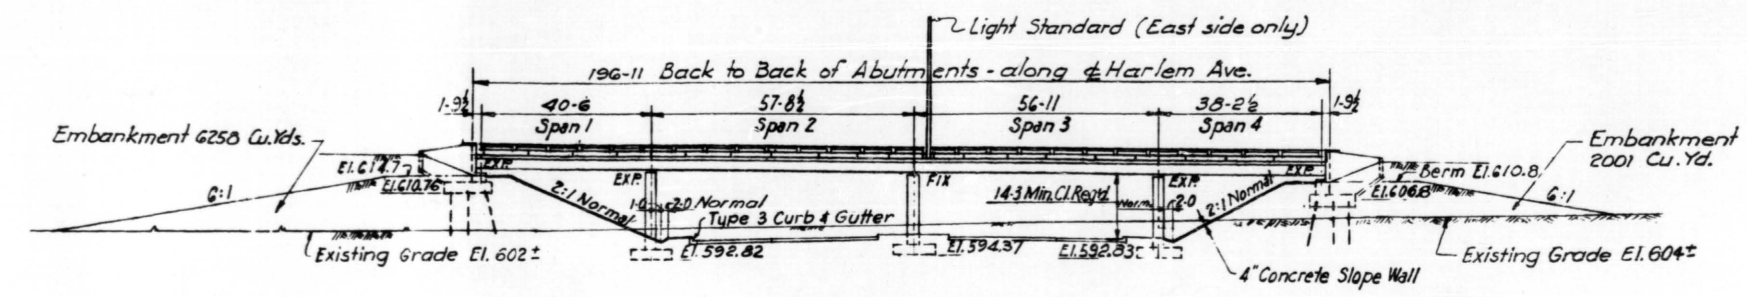 Light Standard (East side only)
196-11 Back to Back of Abutments - along ℄ Harlem Ave.
1-9½ 40-6 57-8½ 56-11 38-2½ 1-9½
Span 1 Span 2 Span 3 Span 4
Embankment 6258 Cu.Yds.
Embankment
2001 Cu. Yd.
El. 614.7
El. 610.76
EXP.
EXP.
FIX
EXP.
EXP.
Berm El. 610.8
El. 606.8
6:1
2:1 Normal
1-0 2-0 Normal
Type 3 Curb & Gutter
14-3 Min. Cl. Req'd
Norm. 2-0
2:1 Normal
6:1
Existing Grade El. 602±
El. 592.82
El. 594.37
El. 592.83
4" Concrete Slope Wall
Existing Grade El. 604±